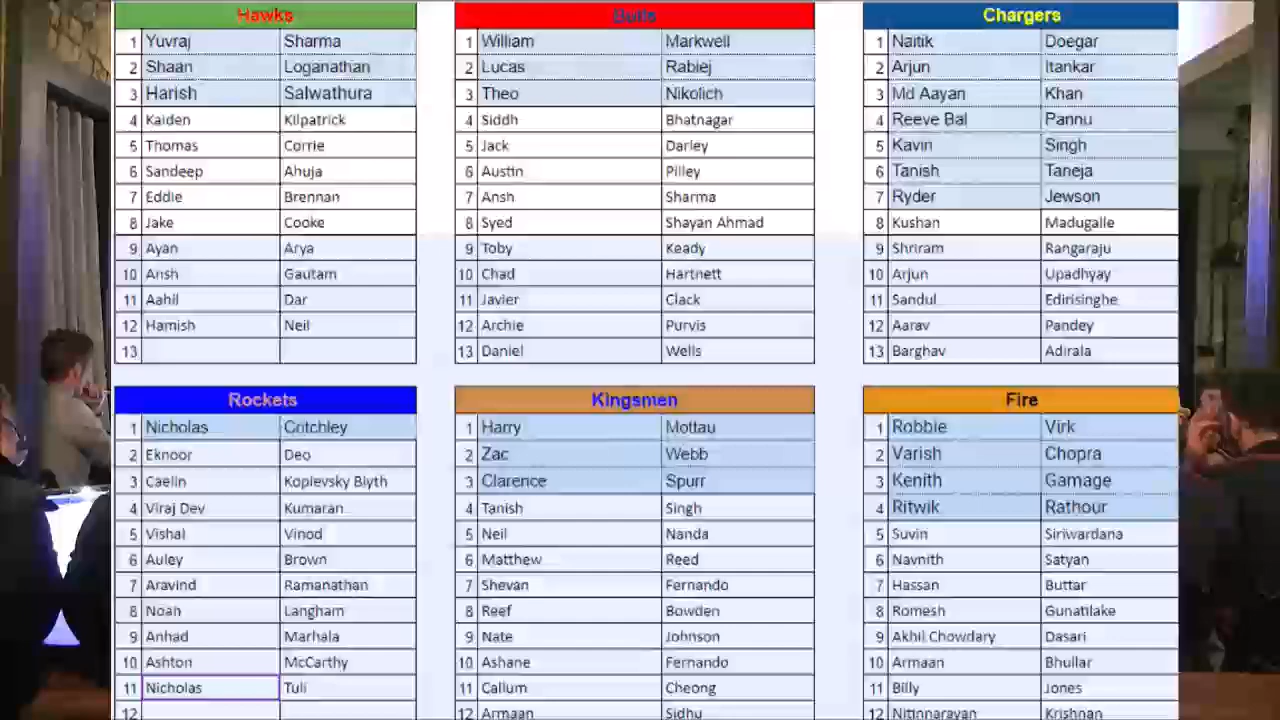 Hawks
1 Yuvraj Sharma
2 Shaan Loganathan
3 Harish Salwathura
4 Kaiden Kilpatrick
5 Thomas Corrie
6 Sandeep Ahuja
7 Eddie Brennan
8 Jake Cooke
9 Ayan Arya
10 Ansh Gautam
11 Aahil Dar
12 Hamish Neil
13
Bulls
1 William Markwell
2 Lucas Rabiej
3 Theo Nikolich
4 Siddh Bhatnagar
5 Jack Darley
6 Austin Pilley
7 Ansh Sharma
8 Syed Shayan Ahmad
9 Toby Keady
10 Chad Hartnett
11 Javier Clack
12 Archie Purvis
13 Daniel Wells
Chargers
1 Naitik Doegar
2 Arjun Itankar
3 Md Aayan Khan
4 Reeve Bal Pannu
5 Kavin Singh
6 Tanish Taneja
7 Ryder Jewson
8 Kushan Madugalle
9 Shriram Rangaraju
10 Arjun Upadhyay
11 Sandul Edirisinghe
12 Aarav Pandey
13 Barghav Adirala
Rockets
1 Nicholas Critchley
2 Eknoor Deo
3 Caelin Koplevsky Blyth
4 Viraj Dev Kumaran
5 Vishal Vinod
6 Auley Brown
7 Aravind Ramanathan
8 Noah Langham
9 Anhad Marhala
10 Ashton McCarthy
11 Nicholas Tuli
12
Kingsmen
1 Harry Mottau
2 Zac Webb
3 Clarence Spurr
4 Tanish Singh
5 Neil Nanda
6 Matthew Reed
7 Shevan Fernando
8 Reef Bowden
9 Nate Johnson
10 Ashane Fernando
11 Callum Cheong
12 Armaan Sidhu
Fire
1 Robbie Virk
2 Varish Chopra
3 Kenith Gamage
4 Ritwik Rathour
5 Suvin Siriwardana
6 Navnith Satyan
7 Hassan Buttar
8 Romesh Gunatilake
9 Akhil Chowdary Dasari
10 Armaan Bhullar
11 Billy Jones
12 Nitinnarayan Krishnan